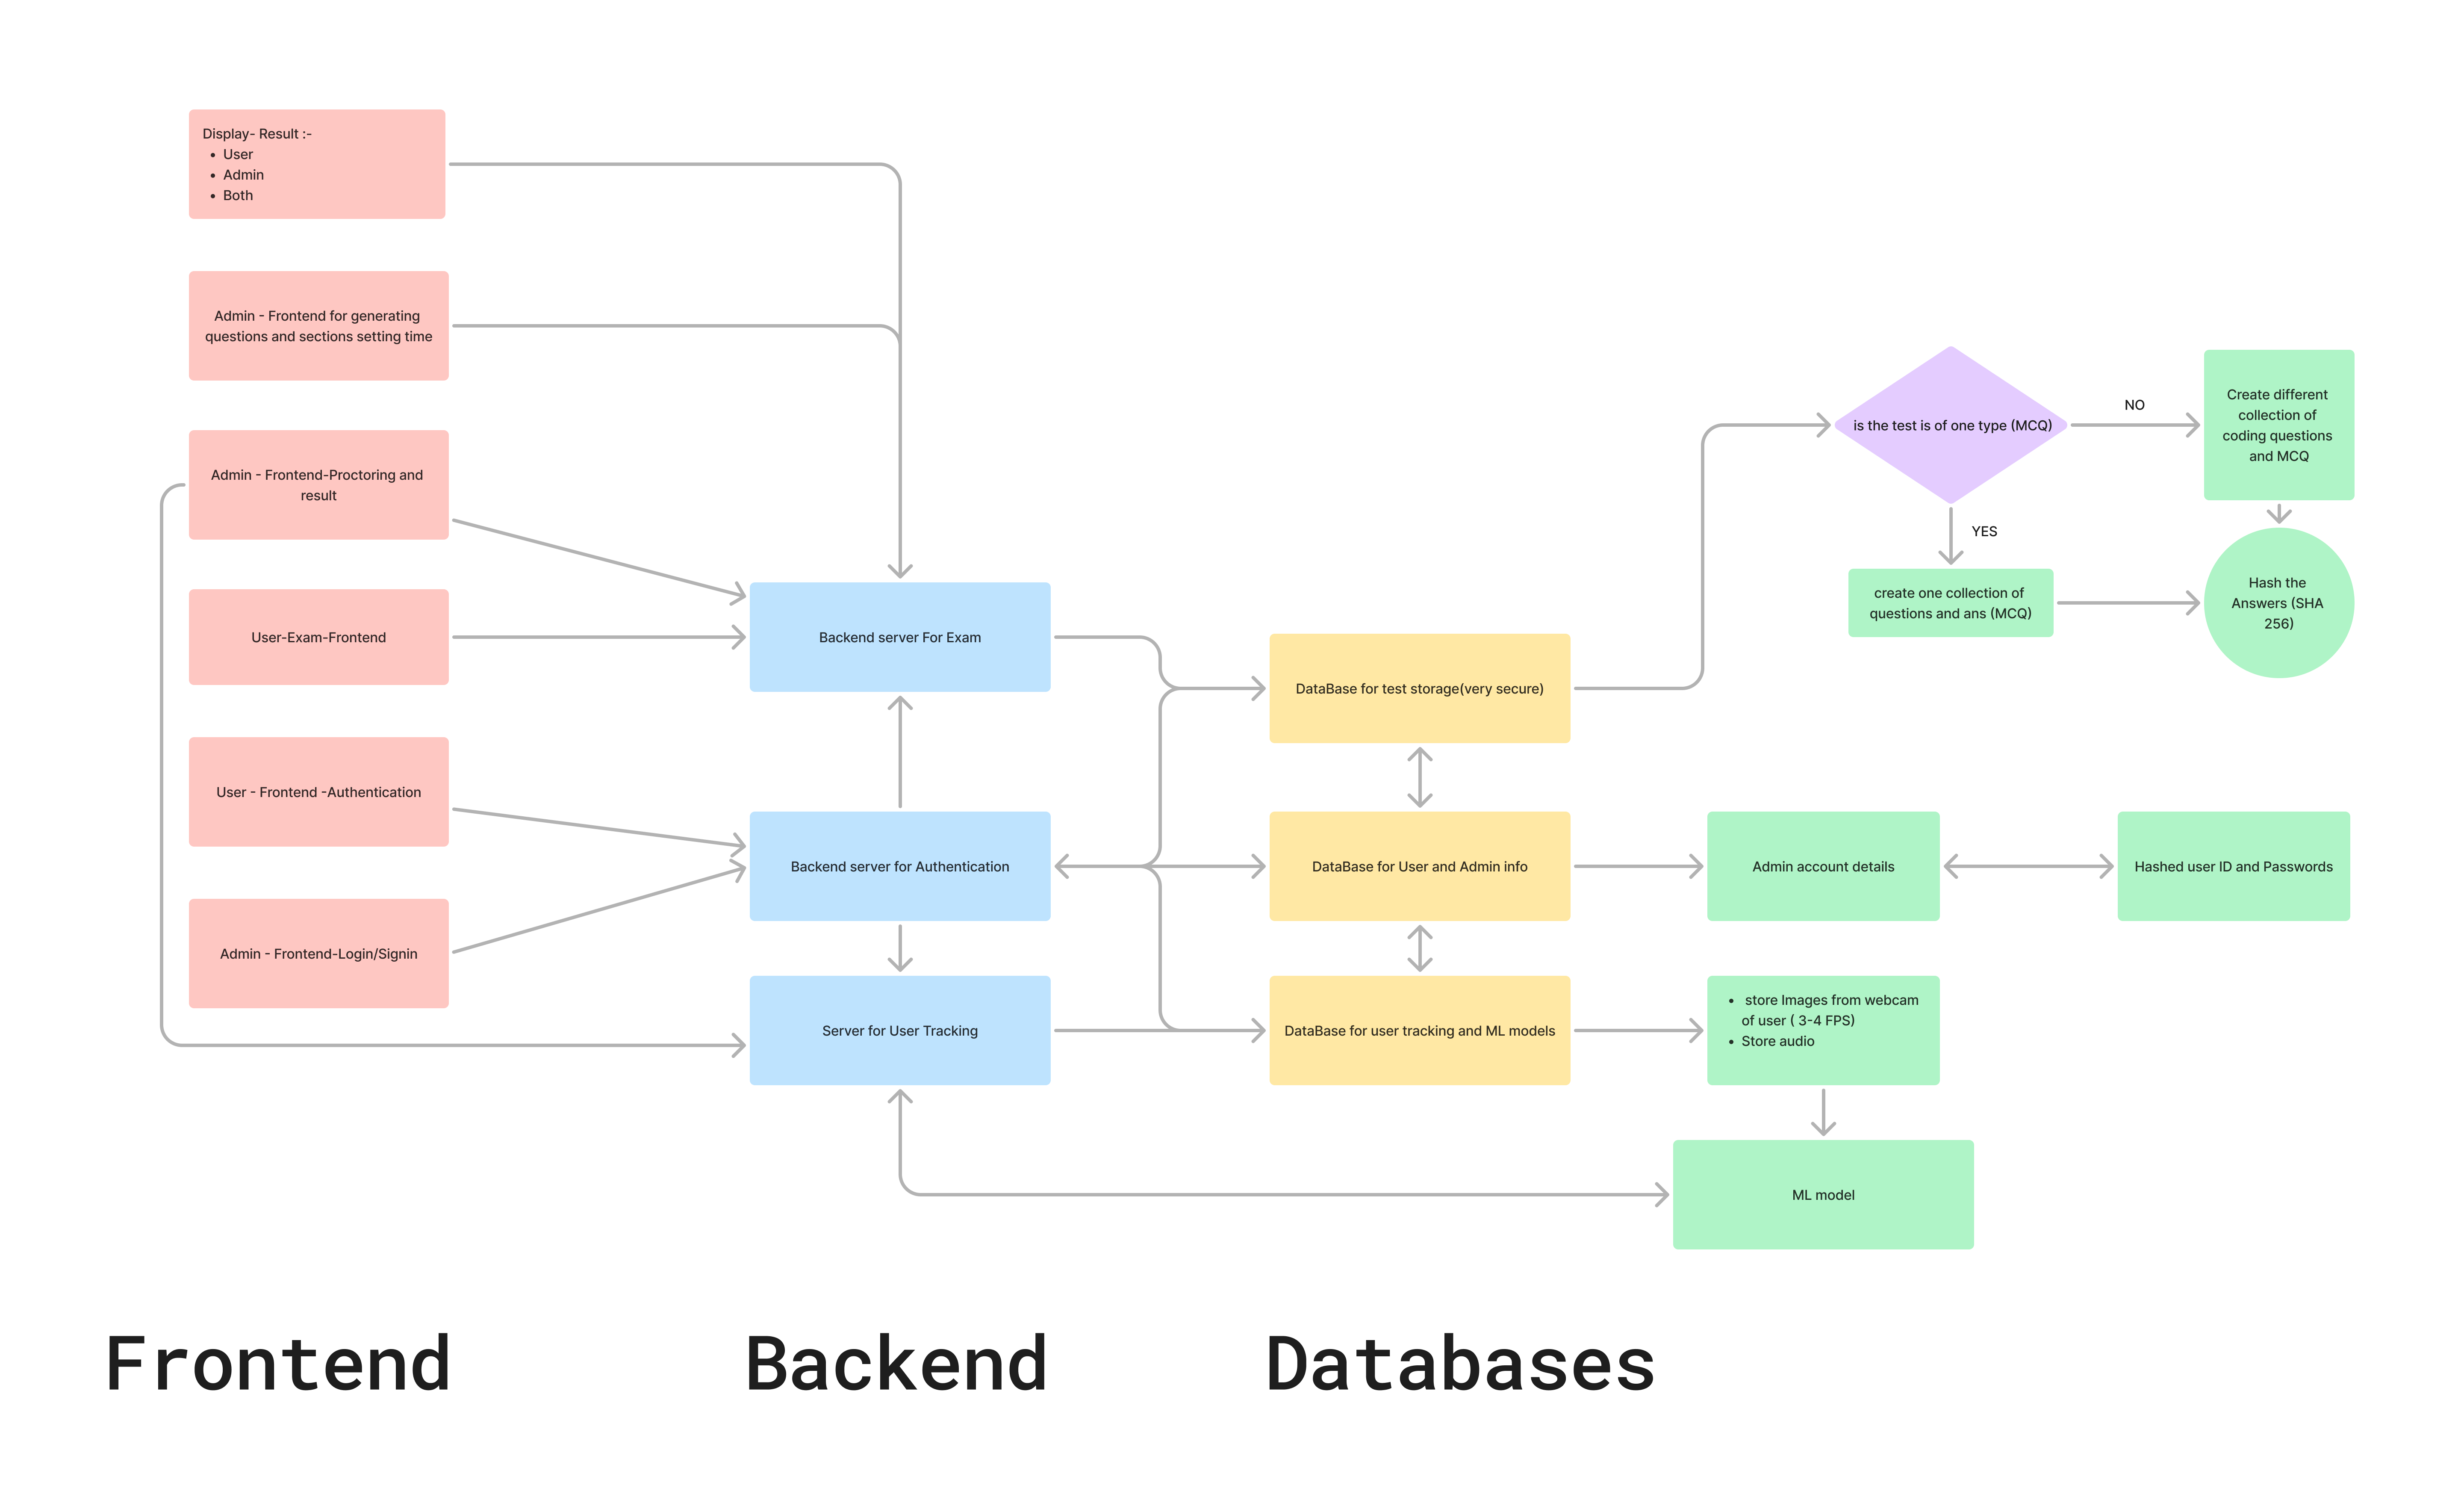 Display- Result :-
• User
• Admin
• Both
Admin - Frontend for generating
questions and sections setting time
Admin - Frontend-Proctoring and
result
User-Exam-Frontend
User - Frontend -Authentication
Admin - Frontend-Login/Signin
Backend server For Exam
Backend server for Authentication
Server for User Tracking
DataBase for test storage(very secure)
DataBase for User and Admin info
DataBase for user tracking and ML models
is the test is of one type (MCQ)
NO
YES
Create different
collection of
coding questions
and MCQ
create one collection of
questions and ans (MCQ)
Hash the
Answers (SHA
256)
Admin account details
Hashed user ID and Passwords
• store Images from webcam
of user ( 3-4 FPS)
• Store audio
ML model
Frontend
Backend
Databases